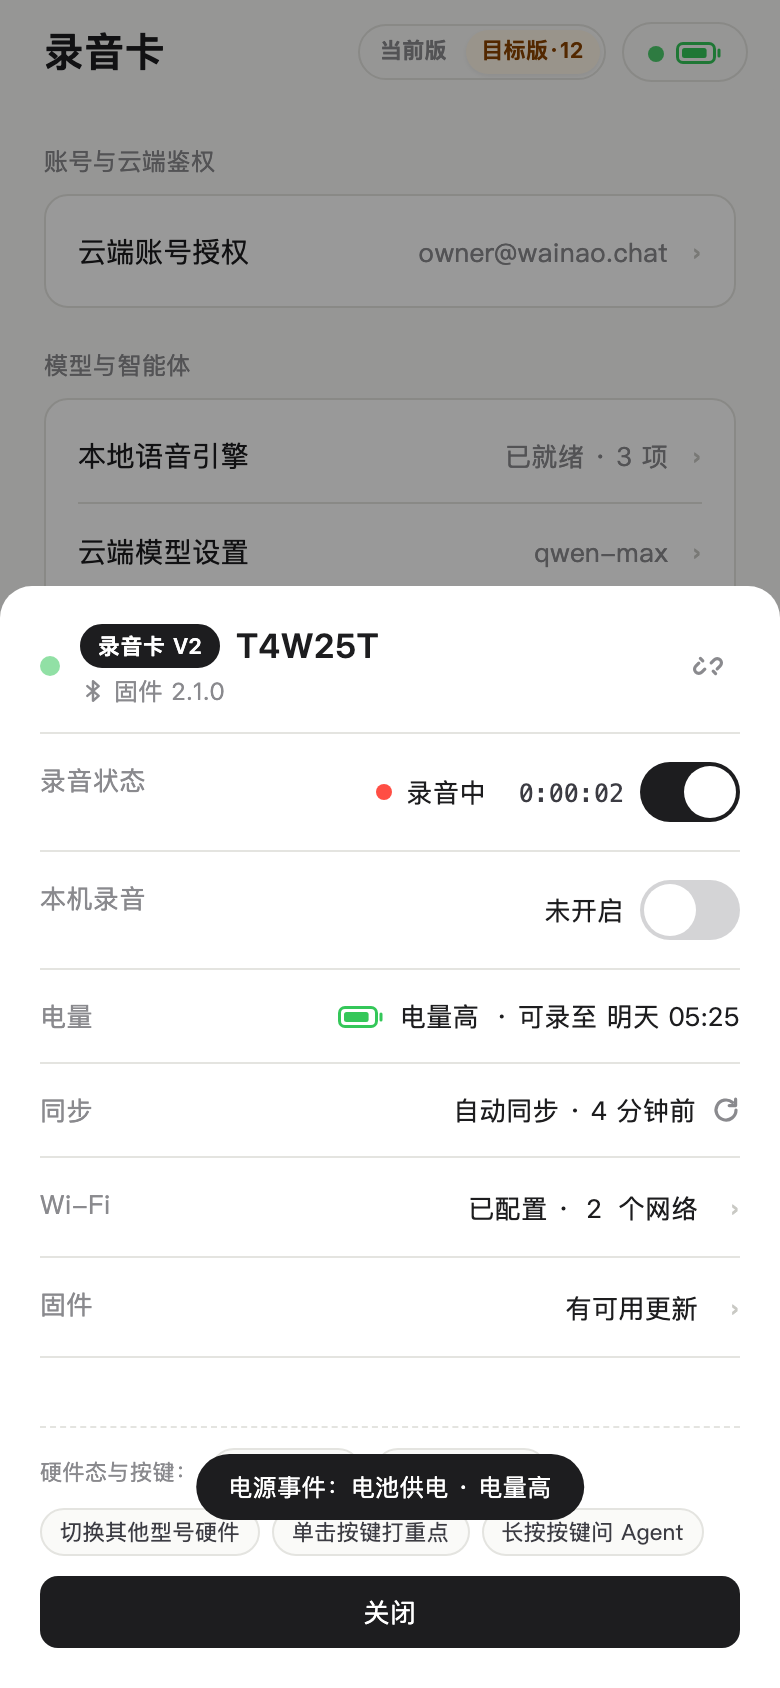 录音卡
当前版 目标版·12
账号与云端鉴权
云端账号授权 owner@wainao.chat ›
模型与智能体
本地语音引擎 已就绪 · 3 项 ›
云端模型设置 qwen-max ›
录音卡 V2 T4W25T
固件 2.1.0
录音状态 录音中 0:00:02
本机录音 未开启
电量 电量高 · 可录至 明天 05:25
同步 自动同步 · 4 分钟前
Wi-Fi 已配置 · 2 个网络 ›
固件 有可用更新 ›
硬件态与按键：
电源事件：电池供电 · 电量高
切换其他型号硬件 单击按键打重点 长按按键问 Agent
关闭